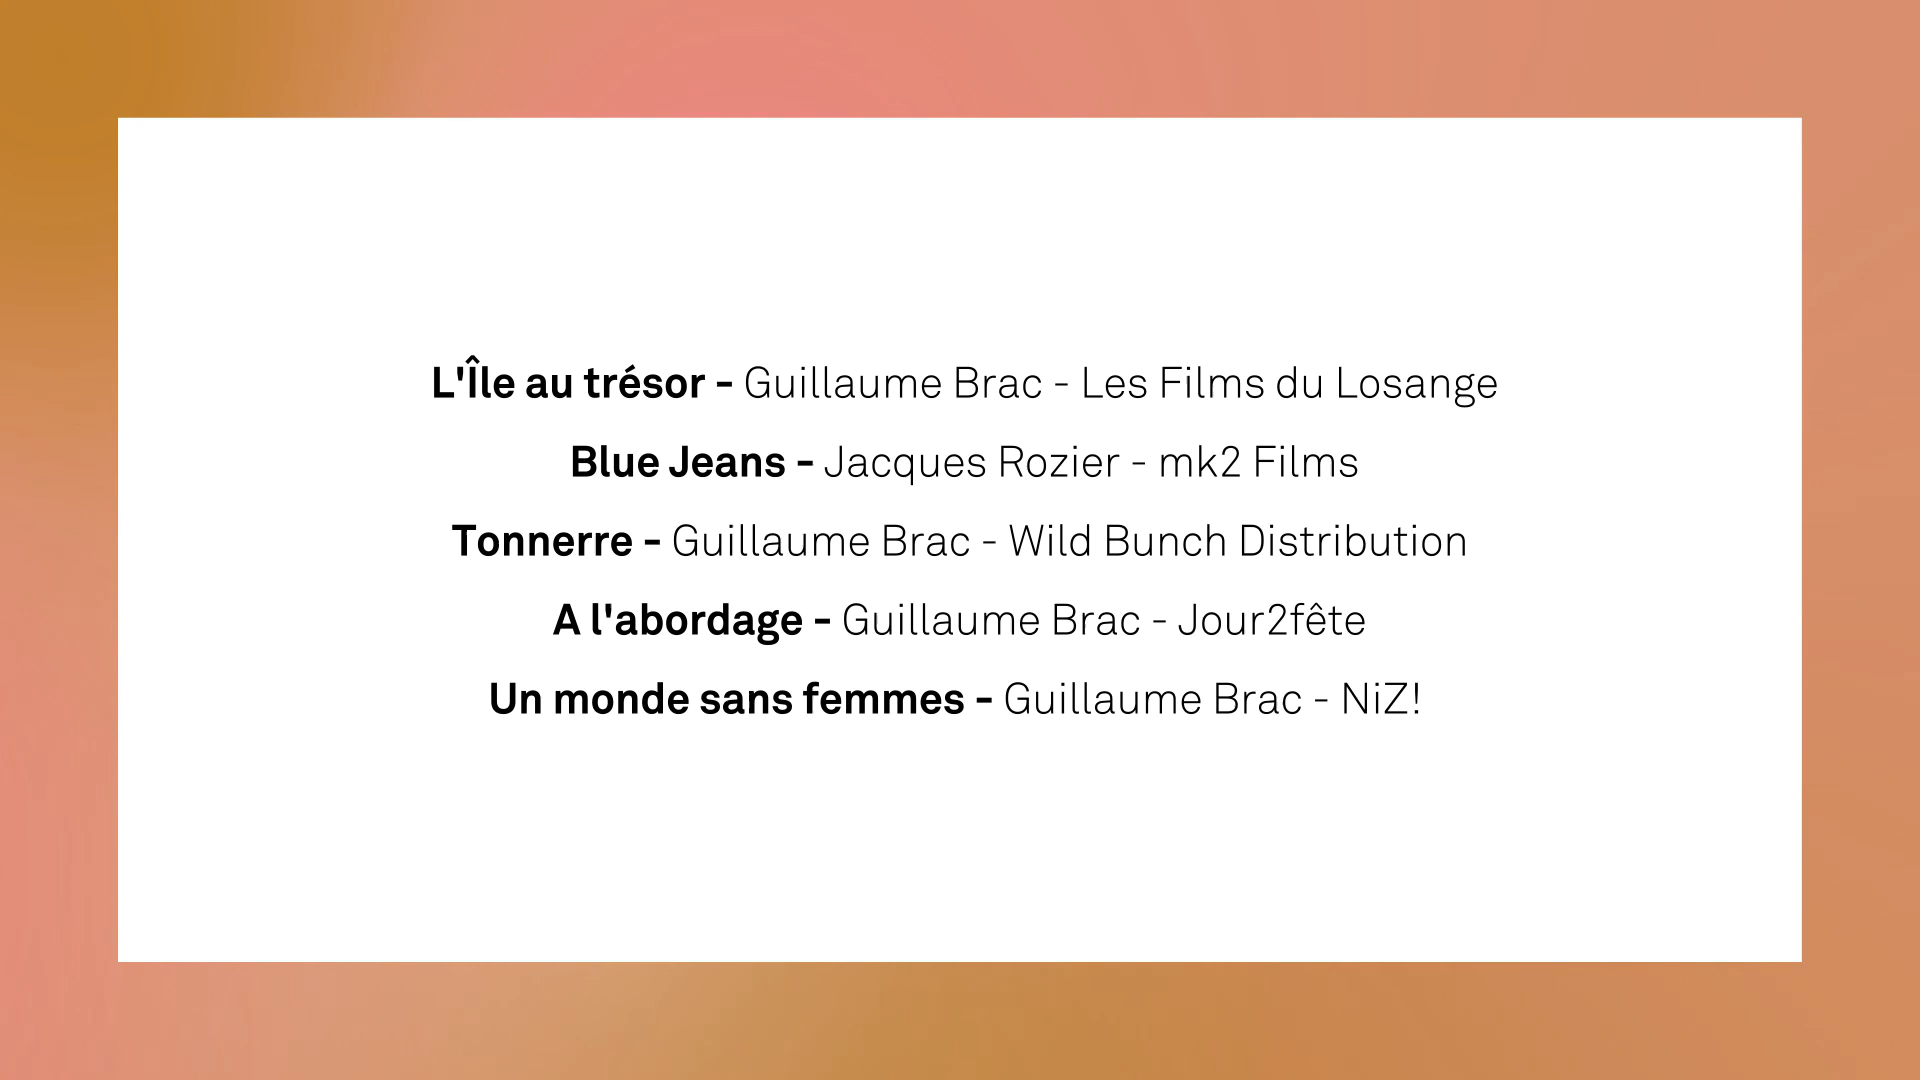 L'Île au trésor - Guillaume Brac - Les Films du Losange
Blue Jeans - Jacques Rozier - mk2 Films
Tonnerre - Guillaume Brac - Wild Bunch Distribution
A l'abordage - Guillaume Brac - Jour2fête
Un monde sans femmes - Guillaume Brac - NiZ!